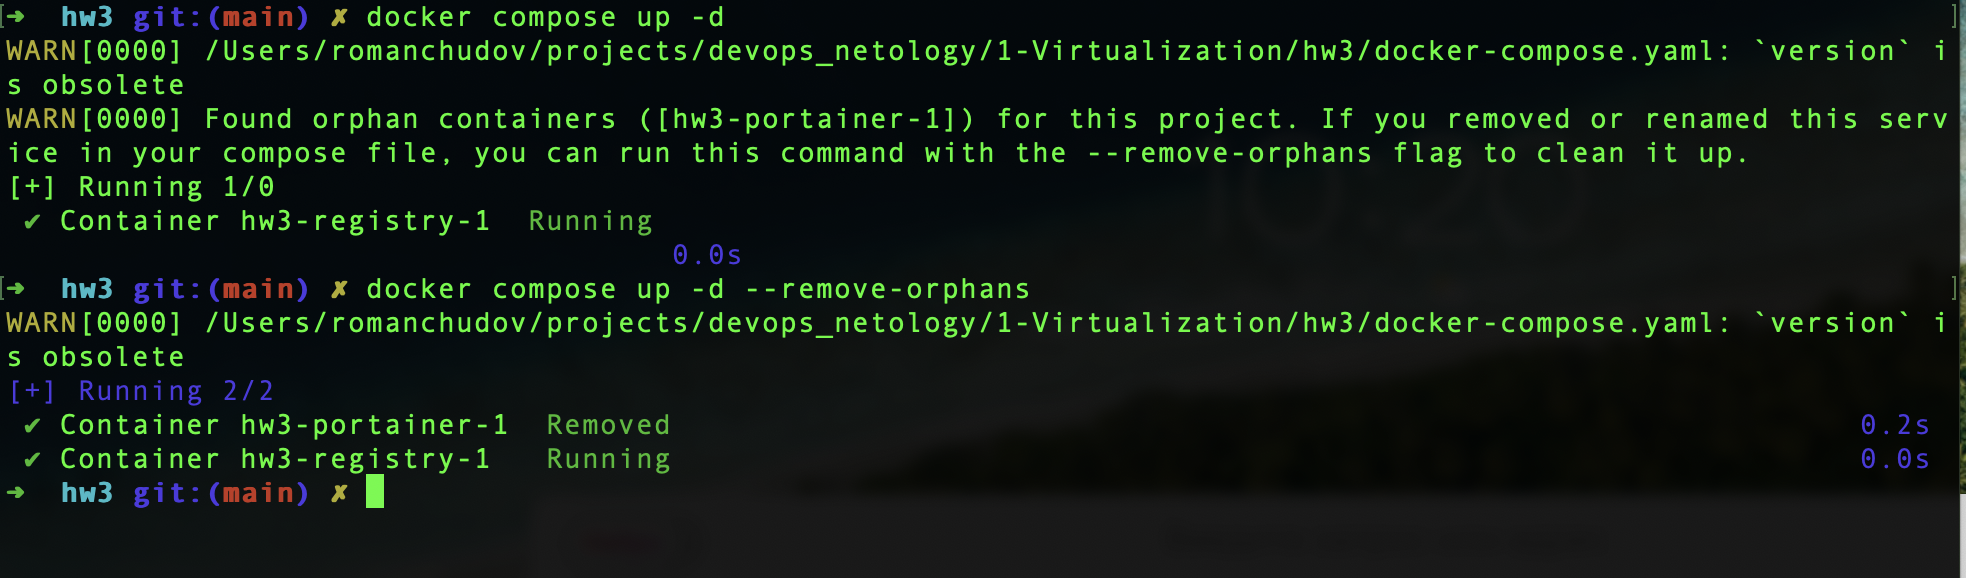 [➜  hw3 git:(main) ✗ docker compose up -d ]
WARN[0000] /Users/romanchudov/projects/devops_netology/1-Virtualization/hw3/docker-compose.yaml: `version` i
s obsolete
WARN[0000] Found orphan containers ([hw3-portainer-1]) for this project. If you removed or renamed this serv
ice in your compose file, you can run this command with the --remove-orphans flag to clean it up.
[+] Running 1/0
 ✔ Container hw3-registry-1  Running
0.0s
[➜  hw3 git:(main) ✗ docker compose up -d --remove-orphans ]
WARN[0000] /Users/romanchudov/projects/devops_netology/1-Virtualization/hw3/docker-compose.yaml: `version` i
s obsolete
[+] Running 2/2
 ✔ Container hw3-portainer-1  Removed 0.2s
 ✔ Container hw3-registry-1   Running 0.0s
➜  hw3 git:(main) ✗
10:20